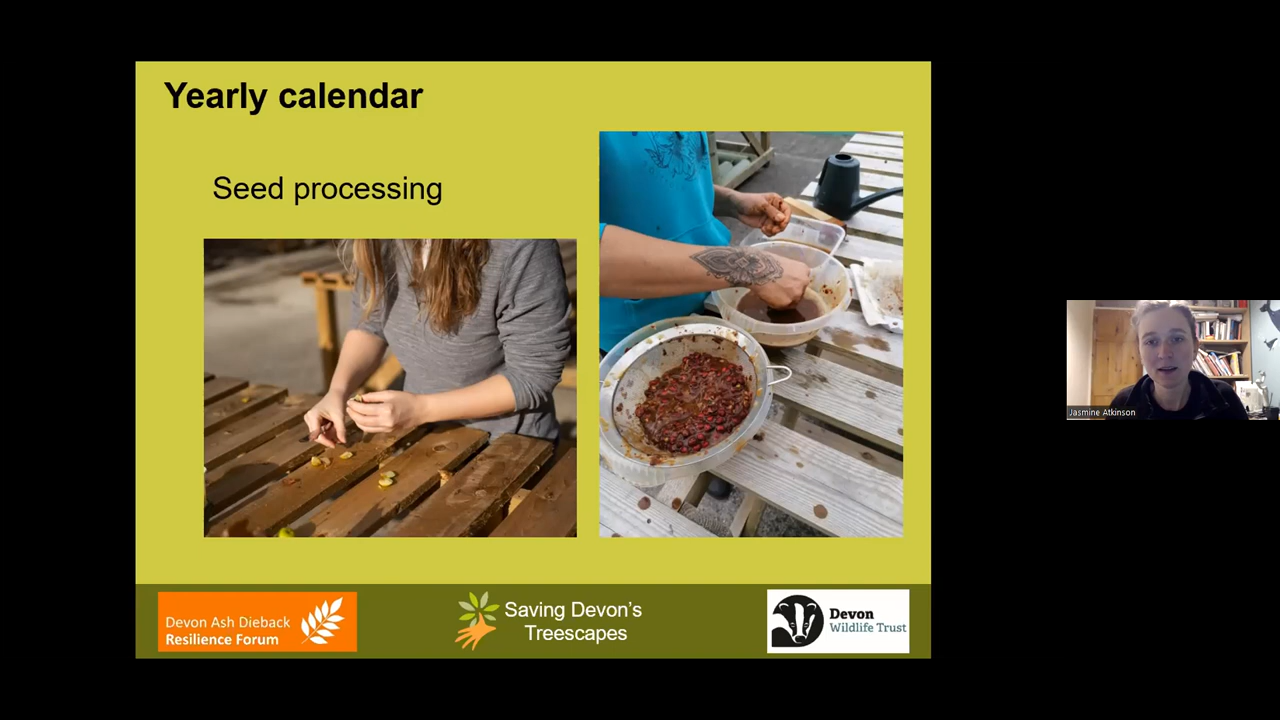 Yearly calendar
Seed processing
Jasmine Atkinson
Devon Ash Dieback
Resilience Forum
Saving Devon's
Treescapes
Devon
Wildlife Trust